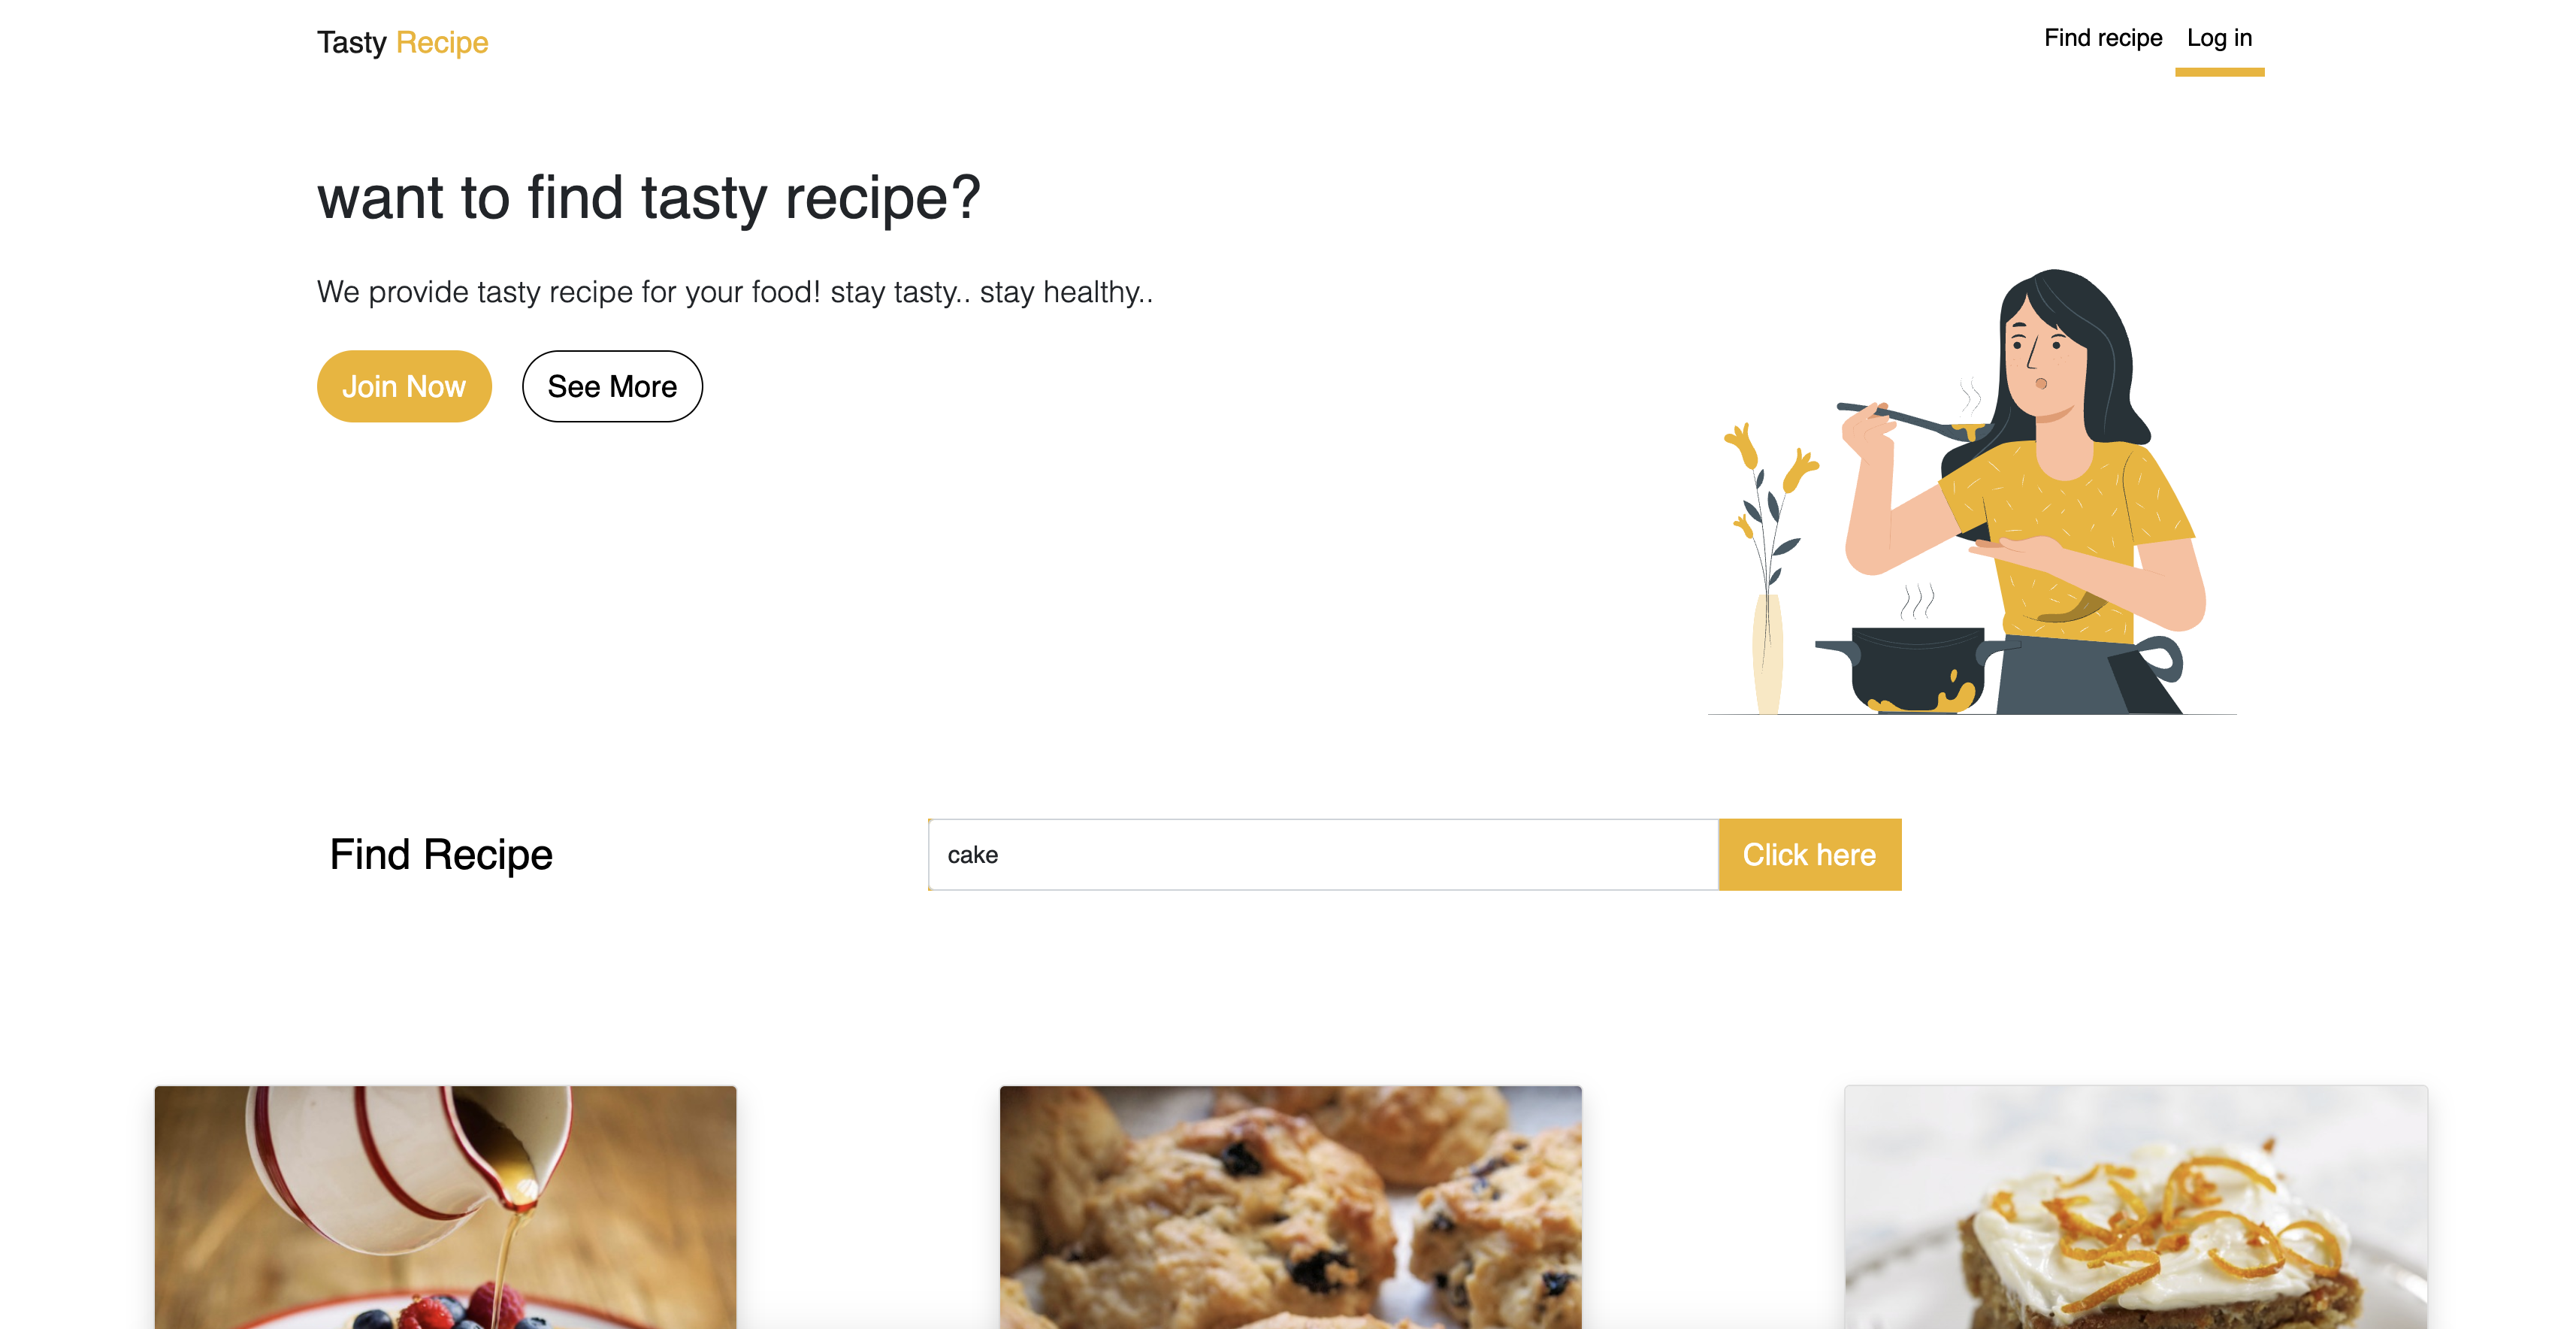 Tasty Recipe
Find recipe
Log in
want to find tasty recipe?
We provide tasty recipe for your food! stay tasty.. stay healthy..
Join Now
See More
Find Recipe
cake
Click here